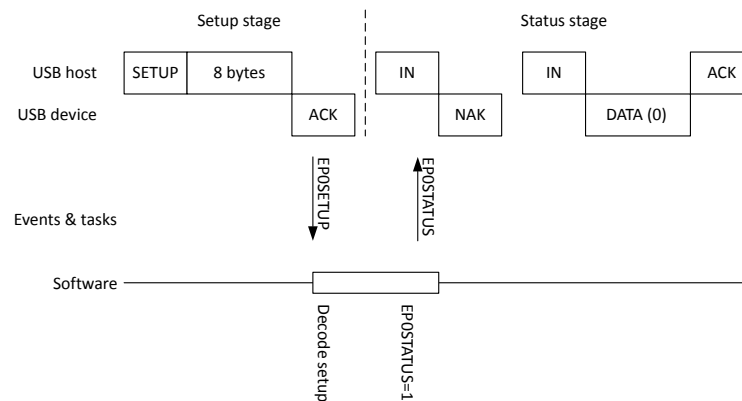 Setup stage
Status stage
USB host
SETUP
8 bytes
IN
IN
ACK
USB device
ACK
NAK
DATA (0)
EP0SETUP
EP0STATUS
Events & tasks
Software
Decode setup
EP0STATUS=1